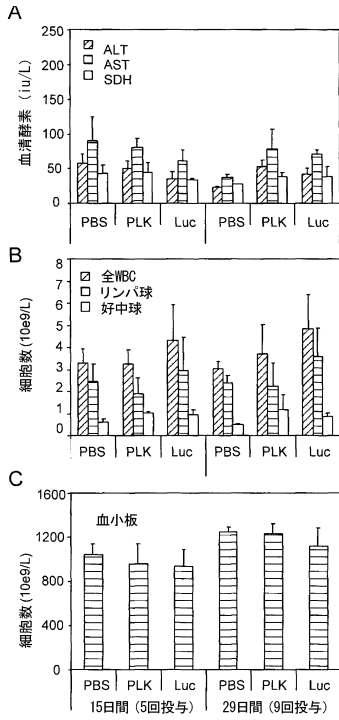 A
250
200
150
100
50
0
血清酵素 (iu/L)
ALT
AST
SDH
PBS PLK Luc PBS PLK Luc
B
8
7
6
5
4
3
2
1
0
細胞数 (10e9/L)
全WBC
リンパ球
好中球
PBS PLK Luc PBS PLK Luc
C
1600
1200
800
400
0
細胞数 (10e9/L)
血小板
PBS PLK Luc PBS PLK Luc
15日間 (5回投与) 29日間 (9回投与)